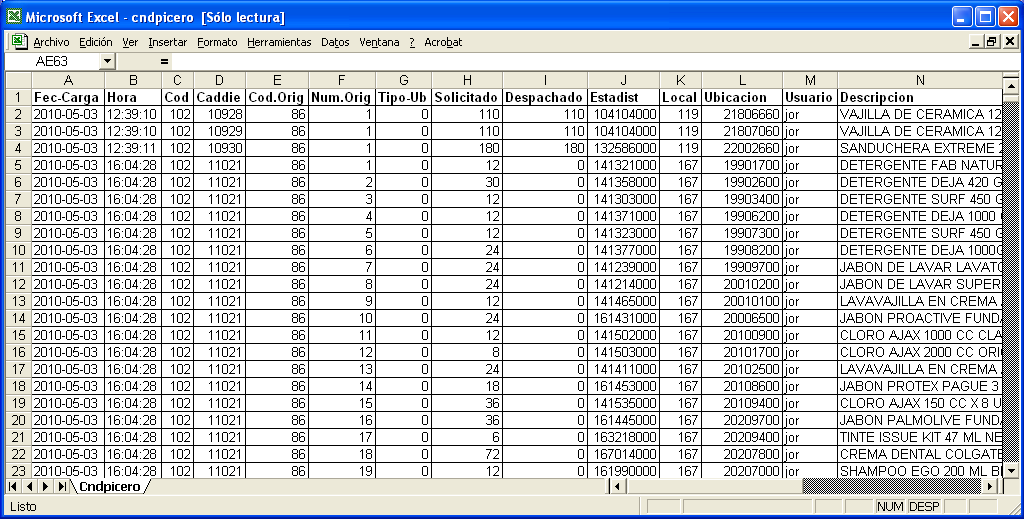 Microsoft Excel - cndpicero [Sólo lectura]
Archivo Edición Ver Insertar Formato Herramientas Datos Ventana ? Acrobat
AE63 =
A B C D E F G H I J K L M N
1 Fec-Carga Hora Cod Caddie Cod.Orig Num.Orig Tipo-Ub Solicitado Despachado Estadist Local Ubicacion Usuario Descripcion
2 2010-05-03 12:39:10 102 10928 86 1 0 110 110 104104000 119 21806660 jor VAJILLA DE CERAMICA 12
3 2010-05-03 12:39:10 102 10929 86 1 0 110 110 104104000 119 21807060 jor VAJILLA DE CERAMICA 12
4 2010-05-03 12:39:11 102 10930 86 1 0 180 180 132586000 119 22002660 jor SANDUCHERA EXTREME 2
5 2010-05-03 16:04:28 102 11021 86 1 0 12 0 141321000 167 19901700 jor DETERGENTE FAB NATUR
6 2010-05-03 16:04:28 102 11021 86 2 0 30 0 141358000 167 19902600 jor DETERGENTE DEJA 420 G
7 2010-05-03 16:04:28 102 11021 86 3 0 12 0 141303000 167 19903400 jor DETERGENTE SURF 450 G
8 2010-05-03 16:04:28 102 11021 86 4 0 12 0 141371000 167 19906200 jor DETERGENTE DEJA 1000
9 2010-05-03 16:04:28 102 11021 86 5 0 12 0 141323000 167 19907300 jor DETERGENTE SURF 450 G
10 2010-05-03 16:04:28 102 11021 86 6 0 24 0 141377000 167 19908200 jor DETERGENTE DEJA 1000G
11 2010-05-03 16:04:28 102 11021 86 7 0 24 0 141239000 167 19909700 jor JABON DE LAVAR LAVATO
12 2010-05-03 16:04:28 102 11021 86 8 0 24 0 141214000 167 20010200 jor JABON DE LAVAR SUPER
13 2010-05-03 16:04:28 102 11021 86 9 0 12 0 141465000 167 20010100 jor LAVAVAJILLA EN CREMA
14 2010-05-03 16:04:28 102 11021 86 10 0 24 0 161431000 167 20006500 jor JABON PROACTIVE FUND
15 2010-05-03 16:04:28 102 11021 86 11 0 12 0 141502000 167 20100900 jor CLORO AJAX 1000 CC CLA
16 2010-05-03 16:04:28 102 11021 86 12 0 8 0 141503000 167 20101700 jor CLORO AJAX 2000 CC ORI
17 2010-05-03 16:04:28 102 11021 86 13 0 24 0 141411000 167 20102500 jor LAVAVAJILLA EN CREMA
18 2010-05-03 16:04:28 102 11021 86 14 0 18 0 161453000 167 20108600 jor JABON PROTEX PAGUE 3
19 2010-05-03 16:04:28 102 11021 86 15 0 36 0 141535000 167 20109400 jor CLORO AJAX 150 CC X 8 U
20 2010-05-03 16:04:28 102 11021 86 16 0 36 0 161445000 167 20209700 jor JABON PALMOLIVE FUND
21 2010-05-03 16:04:28 102 11021 86 17 0 6 0 163218000 167 20209400 jor TINTE ISSUE KIT 47 ML NE
22 2010-05-03 16:04:28 102 11021 86 18 0 72 0 167014000 167 20207800 jor CREMA DENTAL COLGATE
23 2010-05-03 16:04:28 102 11021 86 19 0 12 0 161990000 167 20207000 jor SHAMPOO EGO 200 ML
Cndpicero
Listo NUM DESP